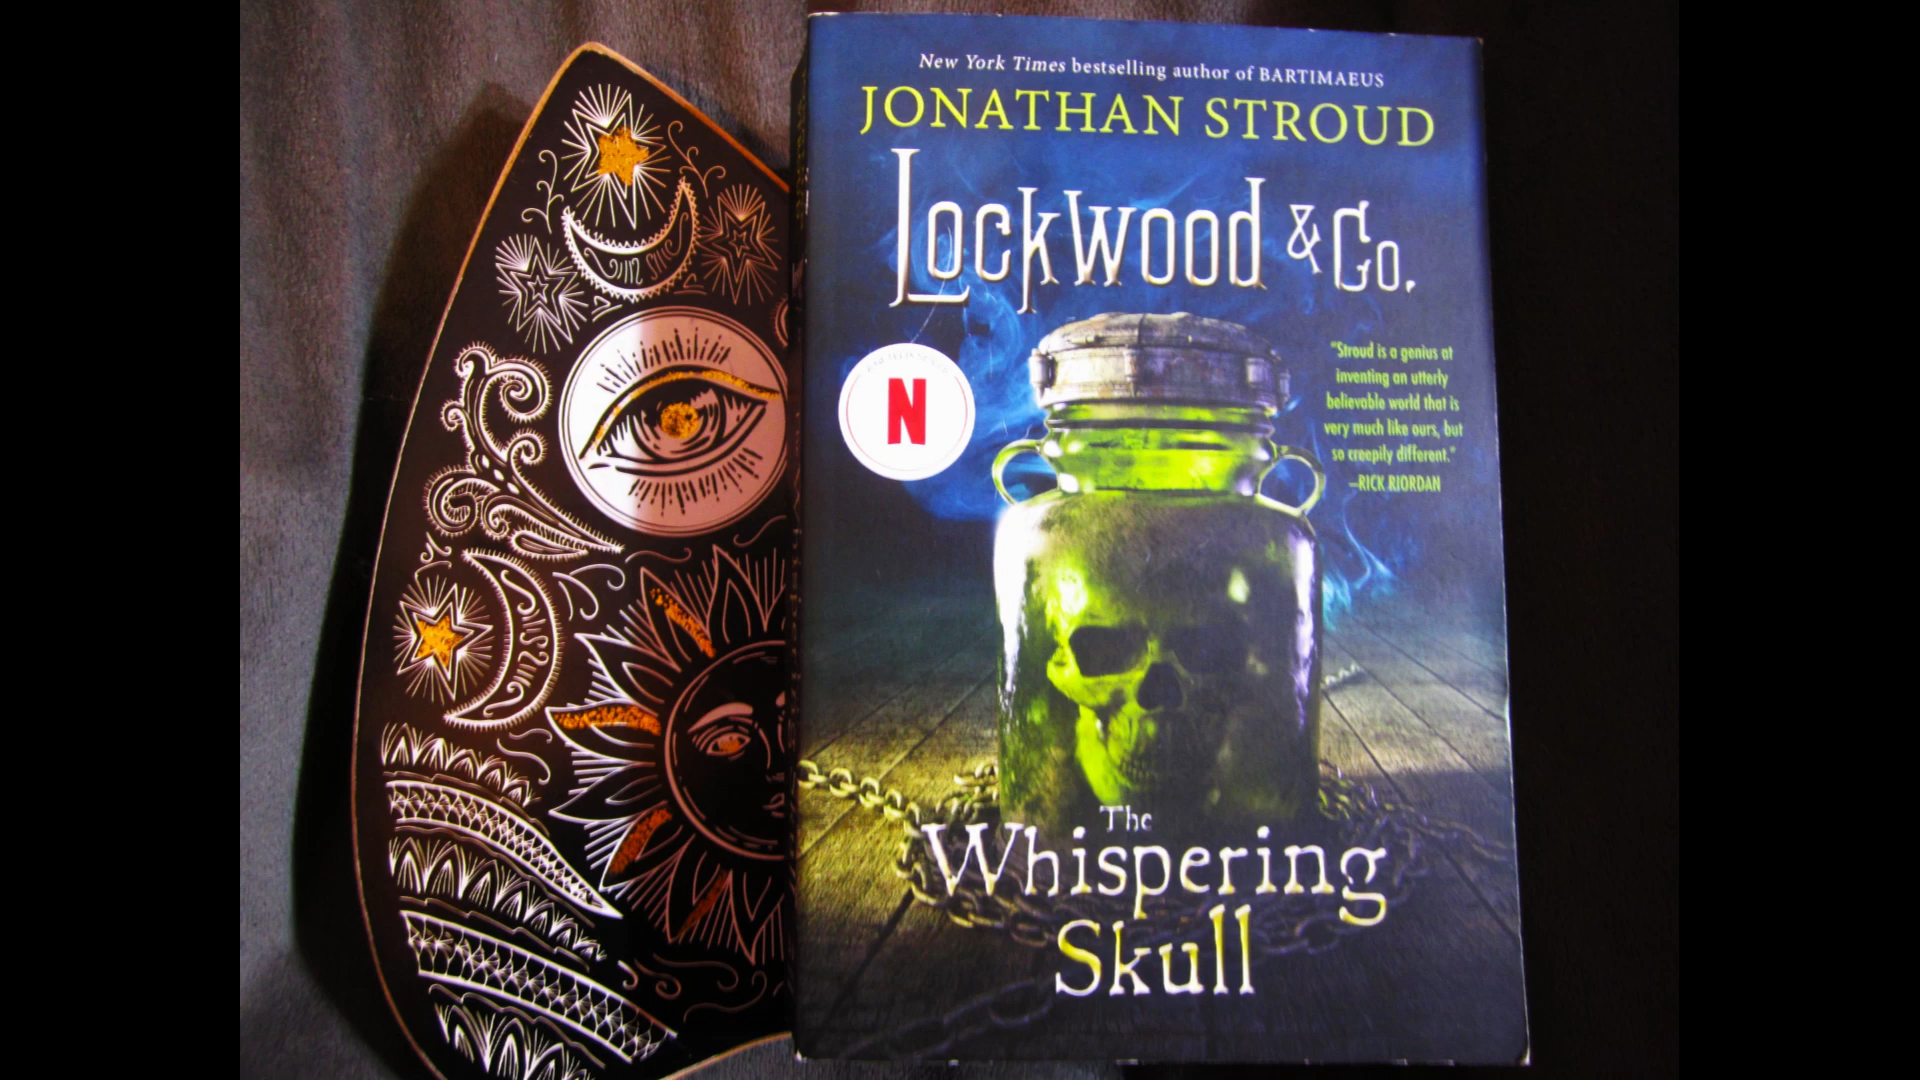 New York Times bestselling author of BARTIMAEUS
JONATHAN STROUD
Lockwood & Co.
N
"Stroud is a genius at
inventing an utterly
believable world that is
very much like ours, but
so creepily different."
—RICK RIORDAN
The
Whispering
Skull